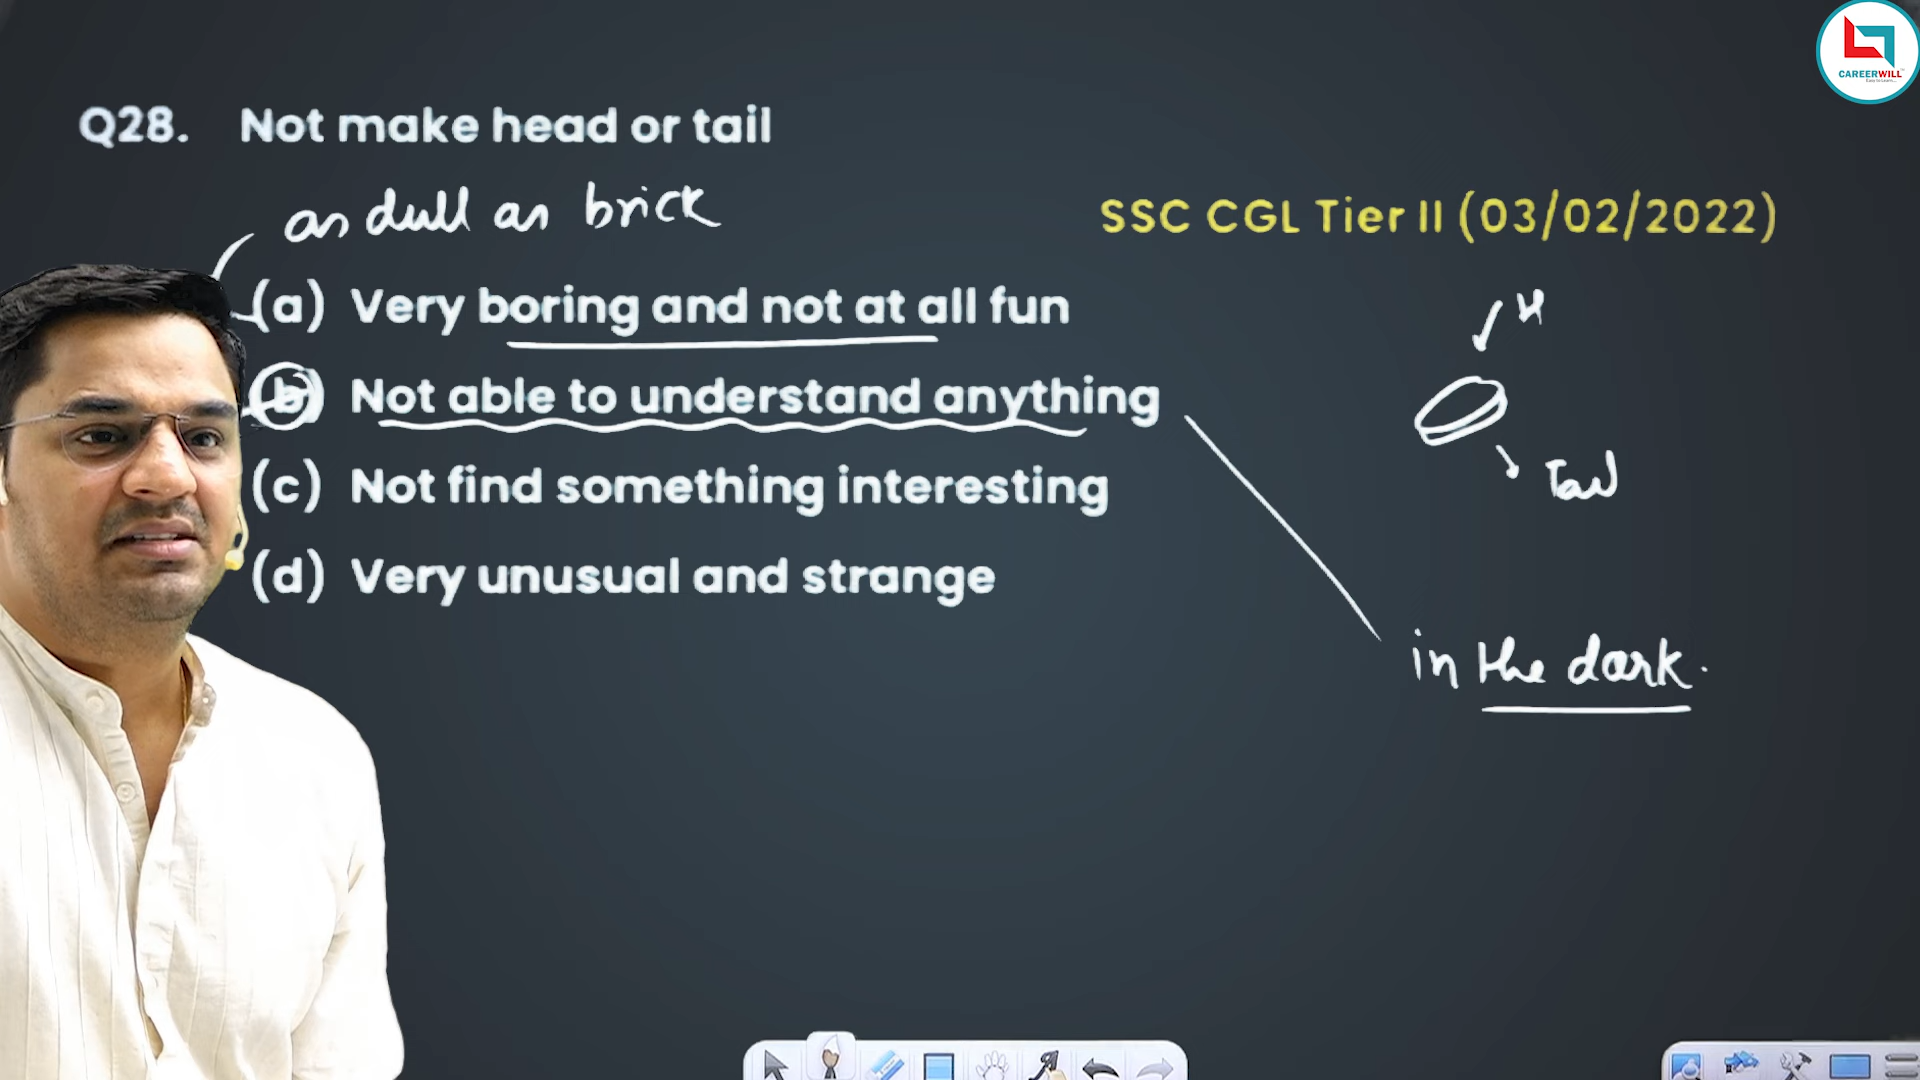 CAREERWILL
Q28. Not make head or tail
as dull as brick
SSC CGL Tier II (03/02/2022)
(a) Very boring and not at all fun
H
(b) Not able to understand anything
(c) Not find something interesting
Tail
(d) Very unusual and strange
in the dark.